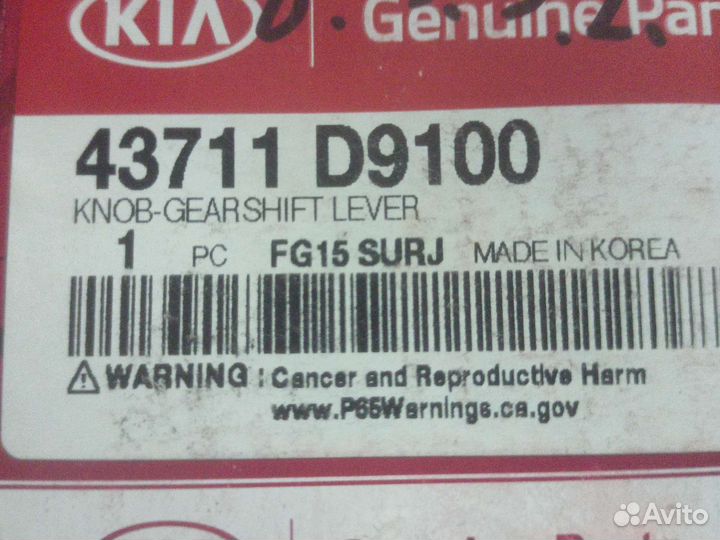 KIA Genuine Par
43711 D9100
KNOB-GEARSHIFT LEVER
1 PC FG15 SURJ MADE IN KOREA
WARNING : Cancer and Reproductive Harm
www.P65Warnings.ca.gov
Avito